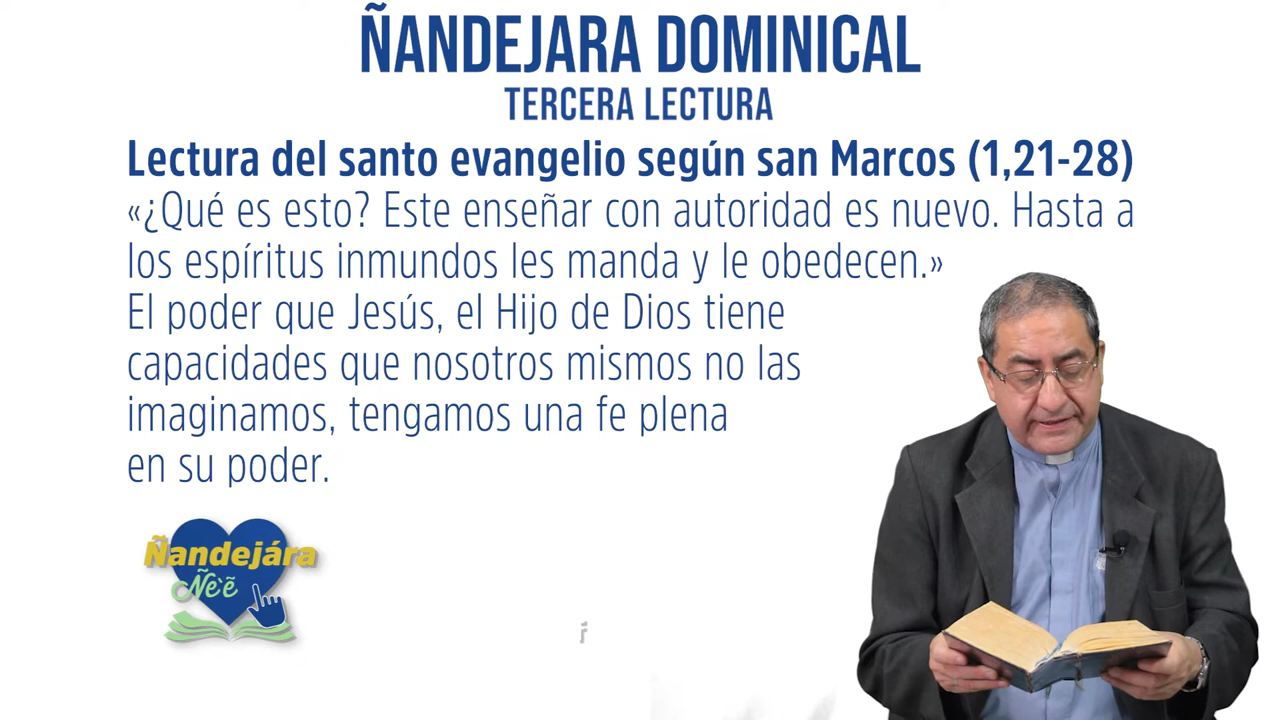 ÑANDEJARA DOMINICAL
TERCERA LECTURA
Lectura del santo evangelio según san Marcos (1,21-28)
«¿Qué es esto? Este enseñar con autoridad es nuevo. Hasta a
los espíritus inmundos les manda y le obedecen.»
El poder que Jesús, el Hijo de Dios tiene
capacidades que nosotros mismos no las
imaginamos, tengamos una fe plena
en su poder.
Ñandejára
Ñe'ẽ